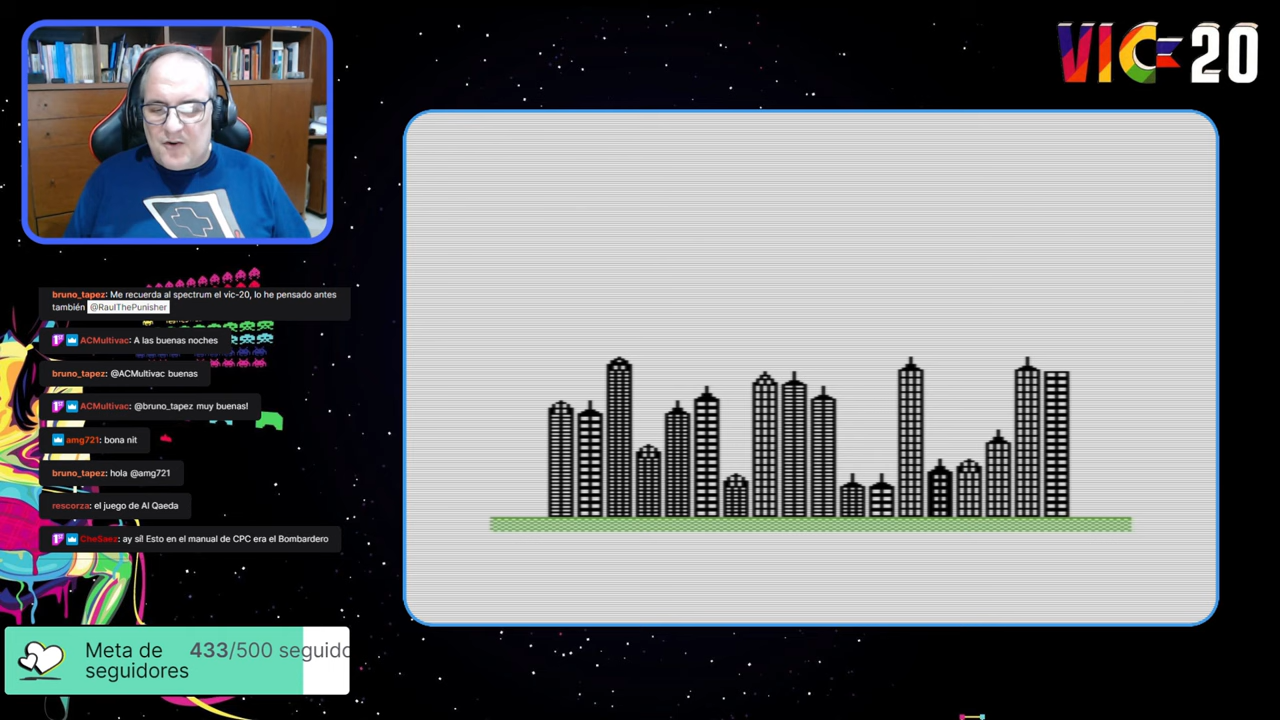 VIC 20
bruno_tapez: Me recuerda al spectrum el vic-20, lo he pensado antes
también @RaulThePunisher
ACMultivac: A las buenas noches
bruno_tapez: @ACMultivac buenas
ACMultivac: @bruno_tapez muy buenas!
amg721: bona nit
bruno_tapez: hola @amg721
rescorza: el juego de Al Qaeda
CheSaez: ay sí! Esto en el manual de CPC era el Bombardero
Meta de
seguidores
433/500 seguido